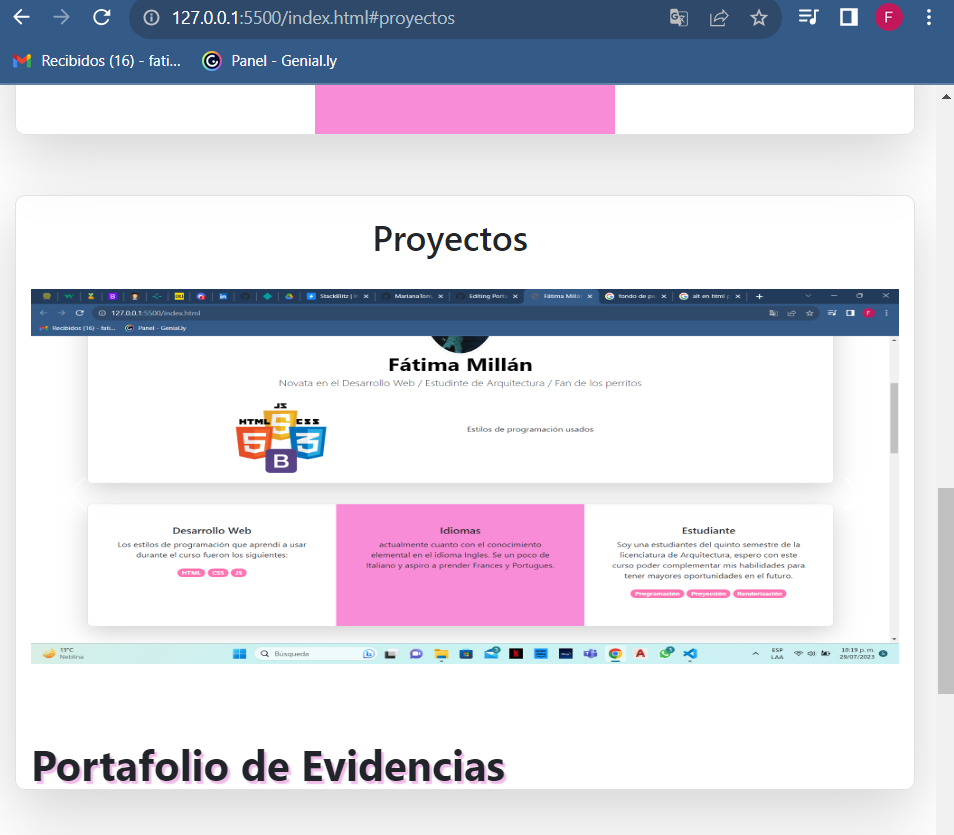 127.0.0.1:5500/index.html#proyectos
F
Recibidos (16) - fati...
Panel - Genial.ly
Proyectos
StackBlitz | 
MarianaTon
Editing Porta
Fátima Millán
fondo de pa
alt en html p
127.0.0.1:5500/index.html
F
Recibidos (16) - fati...
Panel - Genial.ly
Fátima Millán
Novata en el Desarrollo Web / Estudinte de Arquitectura / Fan de los perritos
JS
HTML
CSS
5 S 3
B
Estilos de programación usados
Desarrollo Web
Los estilos de programación que aprendí a usar
durante el curso fueron los siguientes:
HTML CSS JS
Idiomas
actualmente cuanto con el conocimiento
elemental en el idioma Ingles. Se un poco de
Italiano y aspiro a prender Frances y Portugues.
Estudiante
Soy una estudiantes del quinto semestre de la
licenciatura de Arquitectura, espero con este
curso poder complementar mis habilidades para
tener mayores oportunidades en el futuro.
Programación Proyección Renderización
13°C
Neblina
Búsqueda
ESP
LAA
10:19 p. m.
29/07/2023
Portafolio de Evidencias